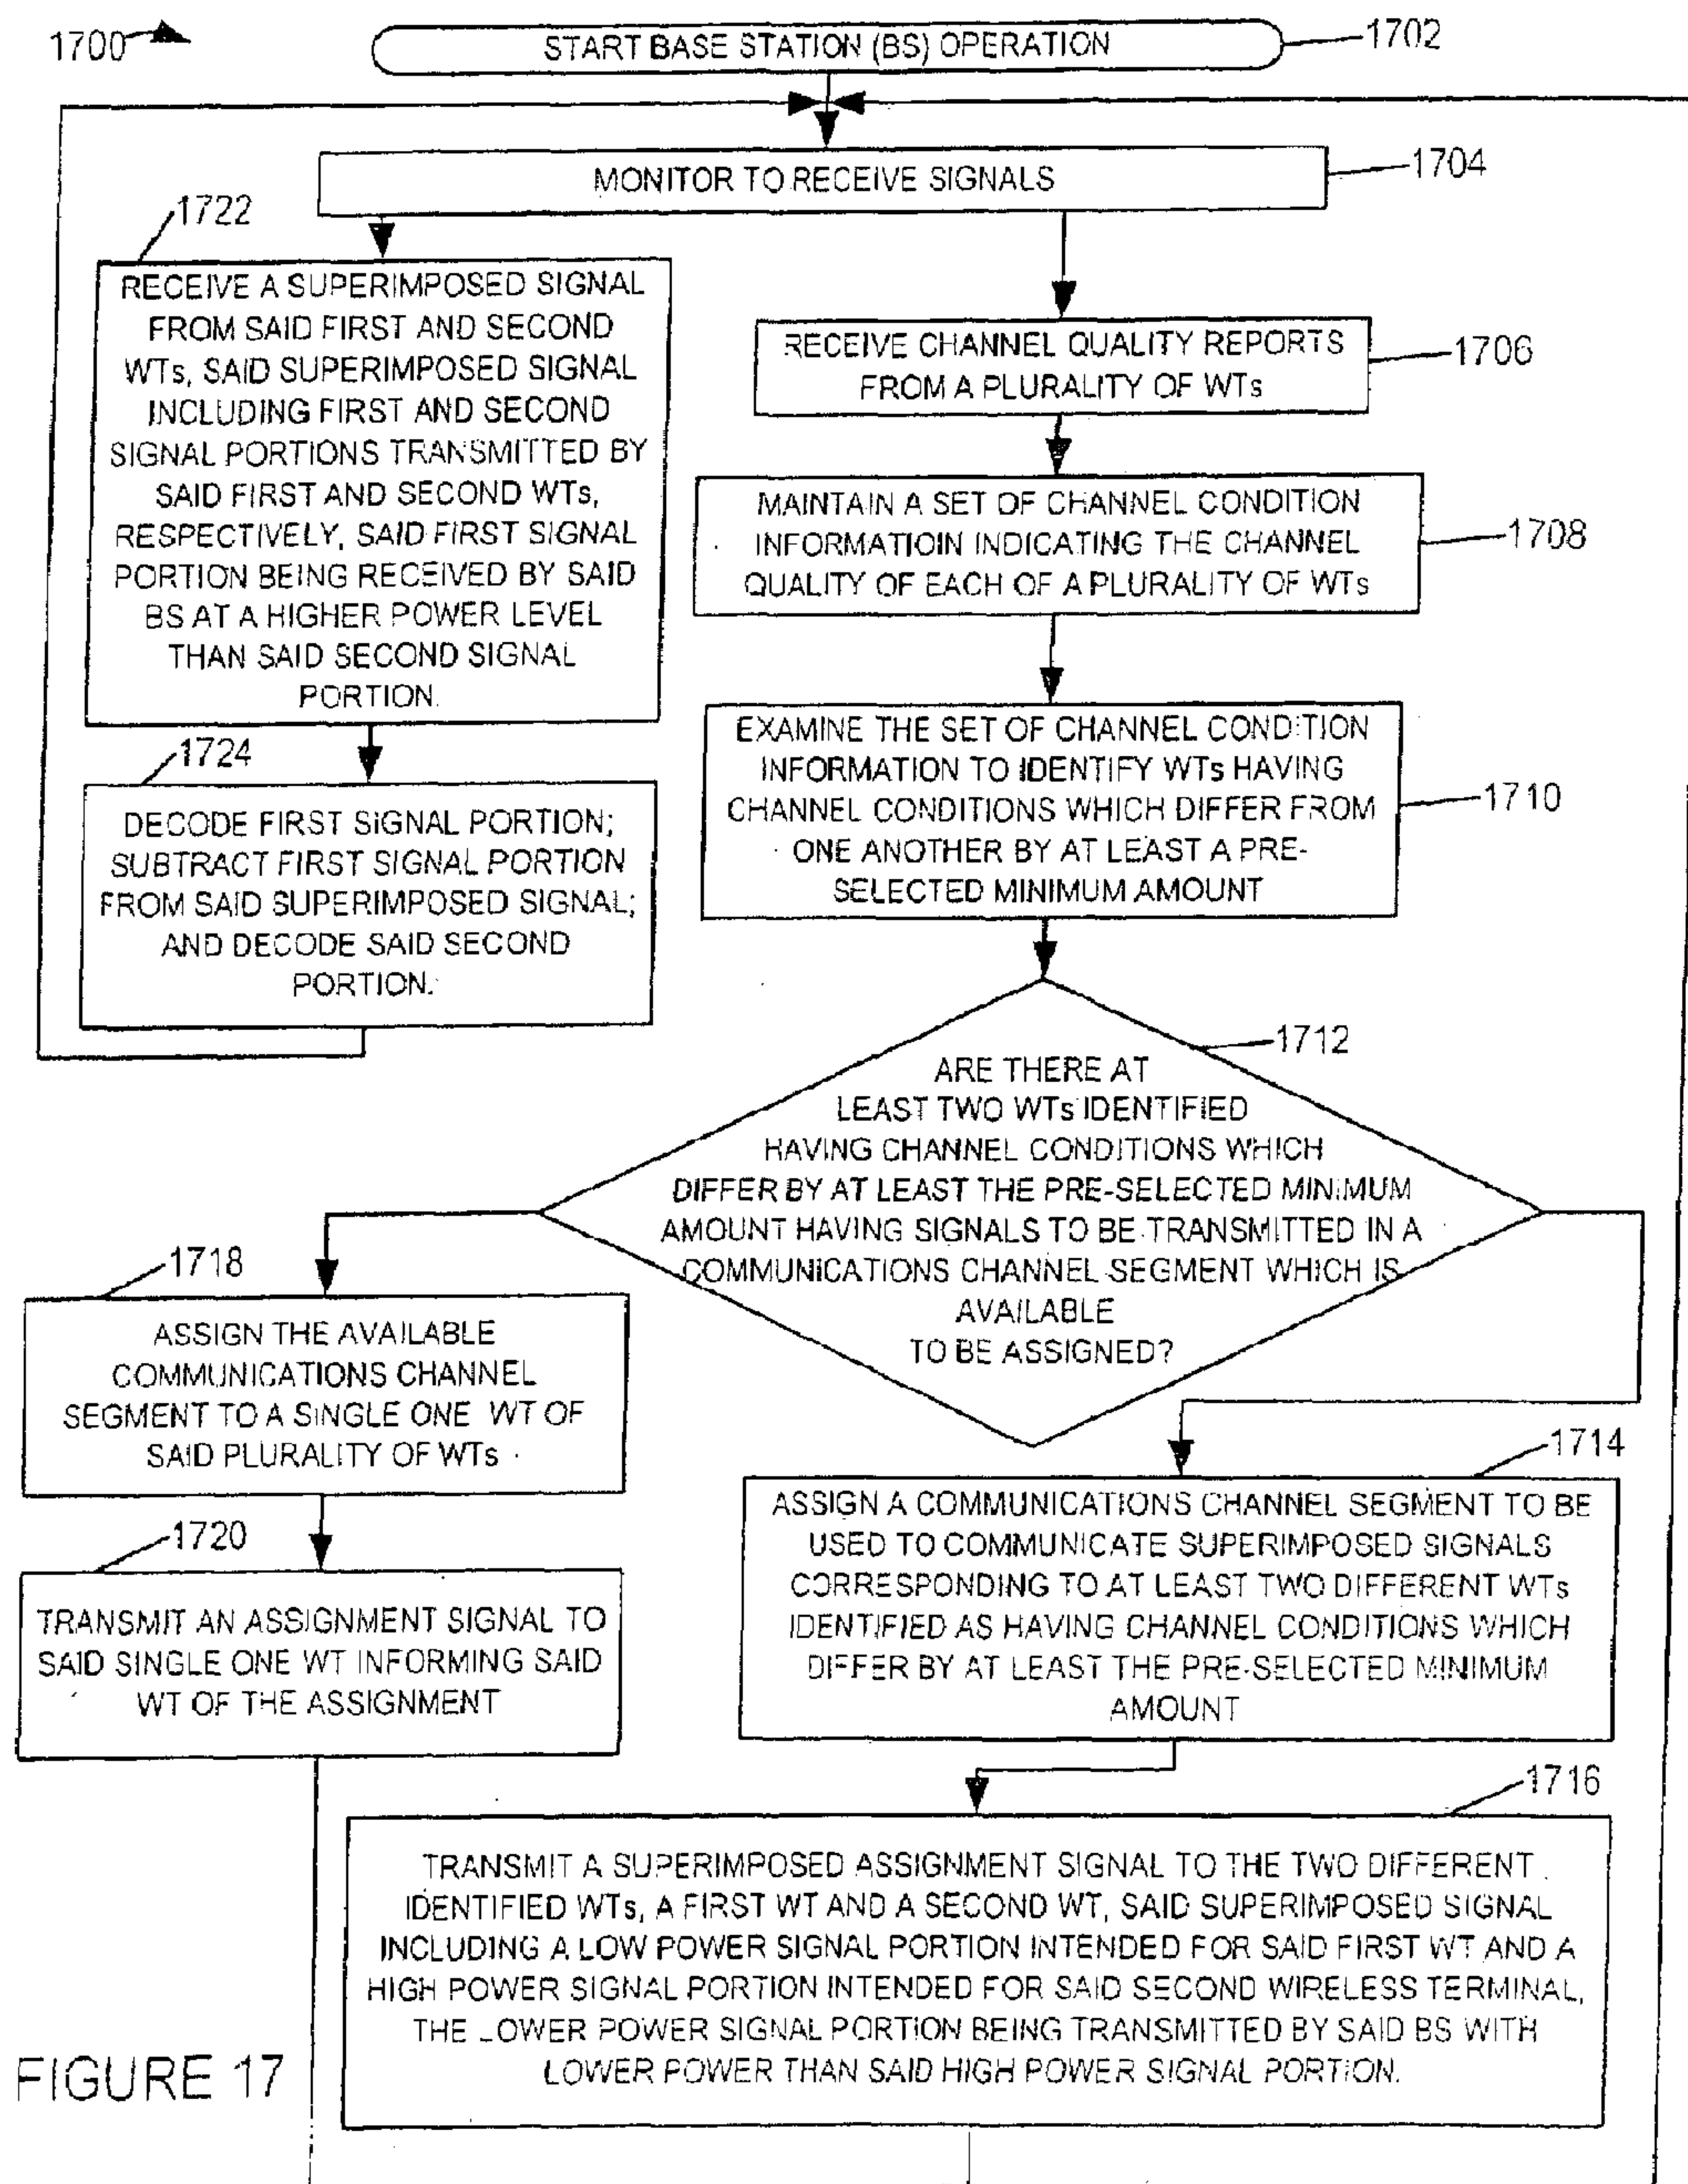 1700
START BASE STATION (BS) OPERATION
1702
MONITOR TO RECEIVE SIGNALS
1704
1722
RECEIVE A SUPERIMPOSED SIGNAL
FROM SAID FIRST AND SECOND
WTs, SAID SUPERIMPOSED SIGNAL
INCLUDING FIRST AND SECOND
SIGNAL PORTIONS TRANSMITTED BY
SAID FIRST AND SECOND WTs,
RESPECTIVELY, SAID FIRST SIGNAL
PORTION BEING RECEIVED BY SAID
BS AT A HIGHER POWER LEVEL
THAN SAID SECOND SIGNAL
PORTION.
1724
DECODE FIRST SIGNAL PORTION;
SUBTRACT FIRST SIGNAL PORTION
FROM SAID SUPERIMPOSED SIGNAL;
AND DECODE SAID SECOND
PORTION.
RECEIVE CHANNEL QUALITY REPORTS
FROM A PLURALITY OF WTs
1706
MAINTAIN A SET OF CHANNEL CONDITION
INFORMATIOIN INDICATING THE CHANNEL
QUALITY OF EACH OF A PLURALITY OF WTs
1708
EXAMINE THE SET OF CHANNEL CONDITION
INFORMATION TO IDENTIFY WTs HAVING
CHANNEL CONDITIONS WHICH DIFFER FROM
ONE ANOTHER BY AT LEAST A PRE-
SELECTED MINIMUM AMOUNT
1710
1712
ARE THERE AT
LEAST TWO WTs IDENTIFIED
HAVING CHANNEL CONDITIONS WHICH
DIFFER BY AT LEAST THE PRE-SELECTED MINIMUM
AMOUNT HAVING SIGNALS TO BE TRANSMITTED IN A
COMMUNICATIONS CHANNEL SEGMENT WHICH IS
AVAILABLE
TO BE ASSIGNED?
1718
ASSIGN THE AVAILABLE
COMMUNICATIONS CHANNEL
SEGMENT TO A SINGLE ONE WT OF
SAID PLURALITY OF WTs
1720
TRANSMIT AN ASSIGNMENT SIGNAL TO
SAID SINGLE ONE WT INFORMING SAID
WT OF THE ASSIGNMENT
1714
ASSIGN A COMMUNICATIONS CHANNEL SEGMENT TO BE
USED TO COMMUNICATE SUPERIMPOSED SIGNALS
CORRESPONDING TO AT LEAST TWO DIFFERENT WTs
IDENTIFIED AS HAVING CHANNEL CONDITIONS WHICH
DIFFER BY AT LEAST THE PRE-SELECTED MINIMUM
AMOUNT
1716
TRANSMIT A SUPERIMPOSED ASSIGNMENT SIGNAL TO THE TWO DIFFERENT
IDENTIFIED WTs, A FIRST WT AND A SECOND WT, SAID SUPERIMPOSED SIGNAL
INCLUDING A LOW POWER SIGNAL PORTION INTENDED FOR SAID FIRST WT AND A
HIGH POWER SIGNAL PORTION INTENDED FOR SAID SECOND WIRELESS TERMINAL,
THE LOWER POWER SIGNAL PORTION BEING TRANSMITTED BY SAID BS WITH
LOWER POWER THAN SAID HIGH POWER SIGNAL PORTION.
FIGURE 17